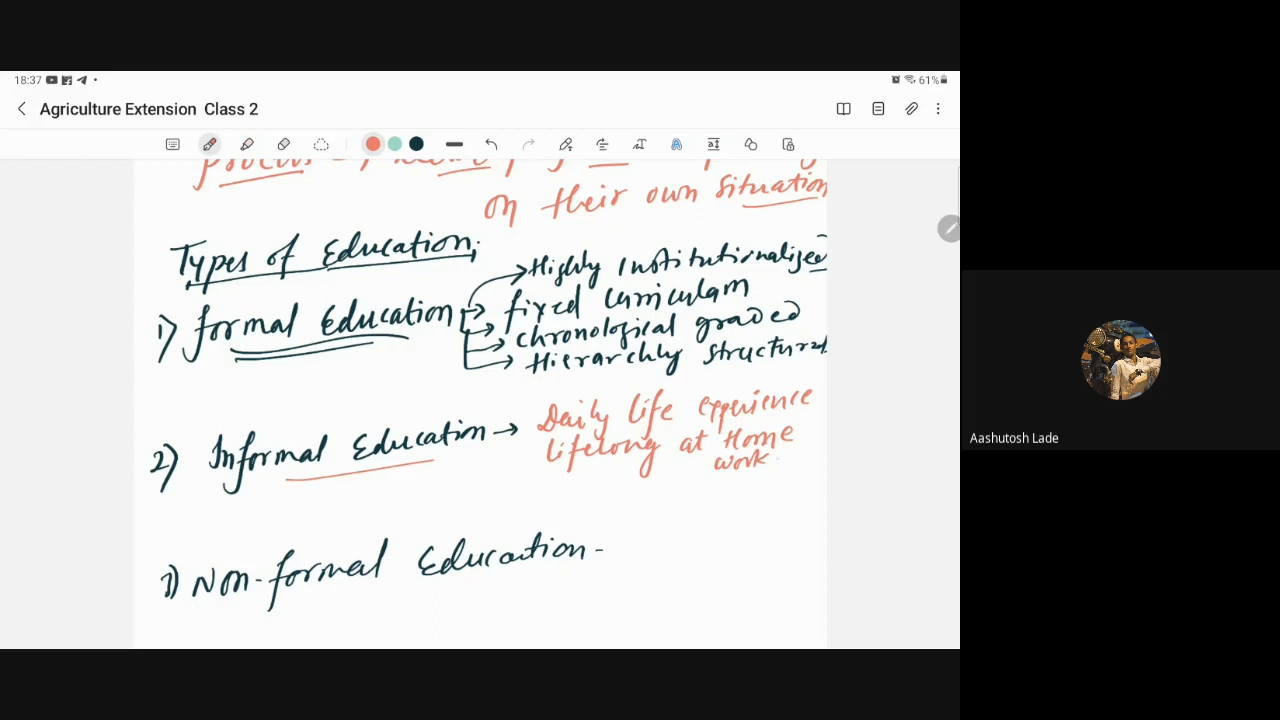 18:37
61%
Agriculture Extension Class 2
on their own situation
Types of Education;
Highly Institutionalized
1) formal Education fixed curriculam
chronological graded
Hierarchly structured
2) Informal Education → Daily life experience
lifelong at Home
work
3) Non-formal Education -
Aashutosh Lade